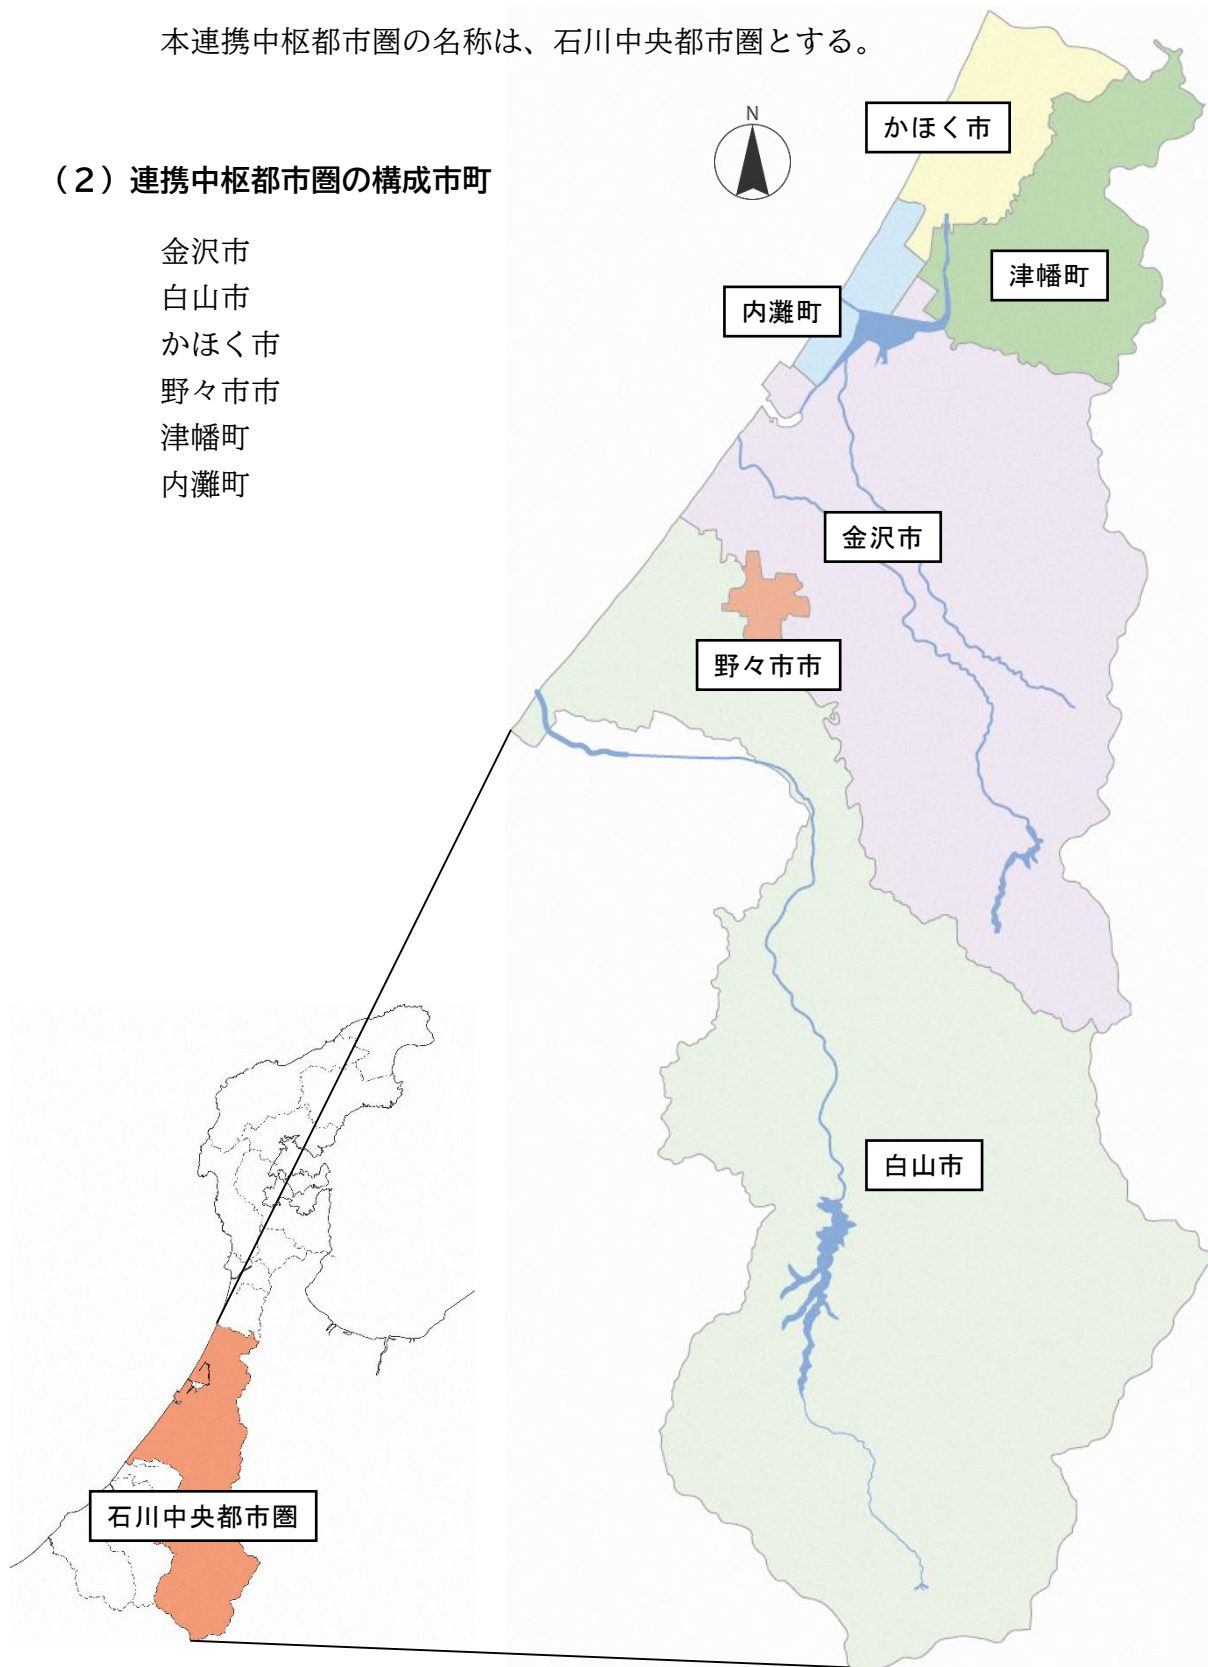 本連携中枢都市圏の名称は、石川中央都市圏とする。
（２）連携中枢都市圏の構成市町
金沢市
白山市
かほく市
野々市市
津幡町
内灘町
N
かほく市
津幡町
内灘町
金沢市
野々市市
白山市
石川中央都市圏